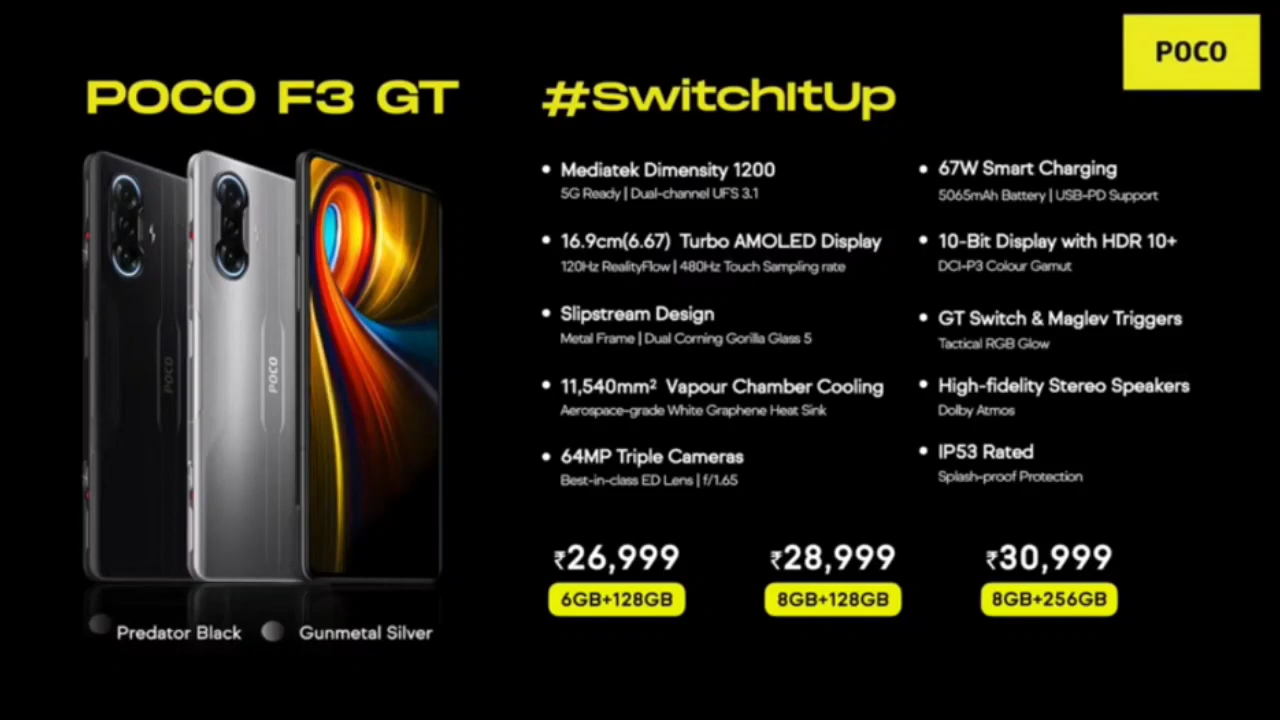 POCO
POCO F3 GT
#SwitchItUp
Mediatek Dimensity 1200
5G Ready | Dual-channel UFS 3.1
16.9cm(6.67) Turbo AMOLED Display
120Hz RealityFlow | 480Hz Touch Sampling rate
Slipstream Design
Metal Frame | Dual Corning Gorilla Glass 5
11,540mm² Vapour Chamber Cooling
Aerospace-grade White Graphene Heat Sink
64MP Triple Cameras
Best-in-class ED Lens | f/1.65
67W Smart Charging
5065mAh Battery | USB-PD Support
10-Bit Display with HDR 10+
DCI-P3 Colour Gamut
GT Switch & Maglev Triggers
Tactical RGB Glow
High-fidelity Stereo Speakers
Dolby Atmos
IP53 Rated
Splash-proof Protection
POCO
POCO
Predator Black
Gunmetal Silver
₹26,999
6GB+128GB
₹28,999
8GB+128GB
₹30,999
8GB+256GB